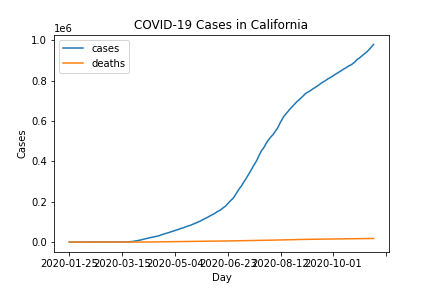 COVID-19 Cases in California
1e6
cases
deaths
1.0
0.8
0.6
0.4
0.2
0.0
Cases
2020-01-25 2020-03-15 2020-05-04 2020-06-23 2020-08-12 2020-10-01
Day